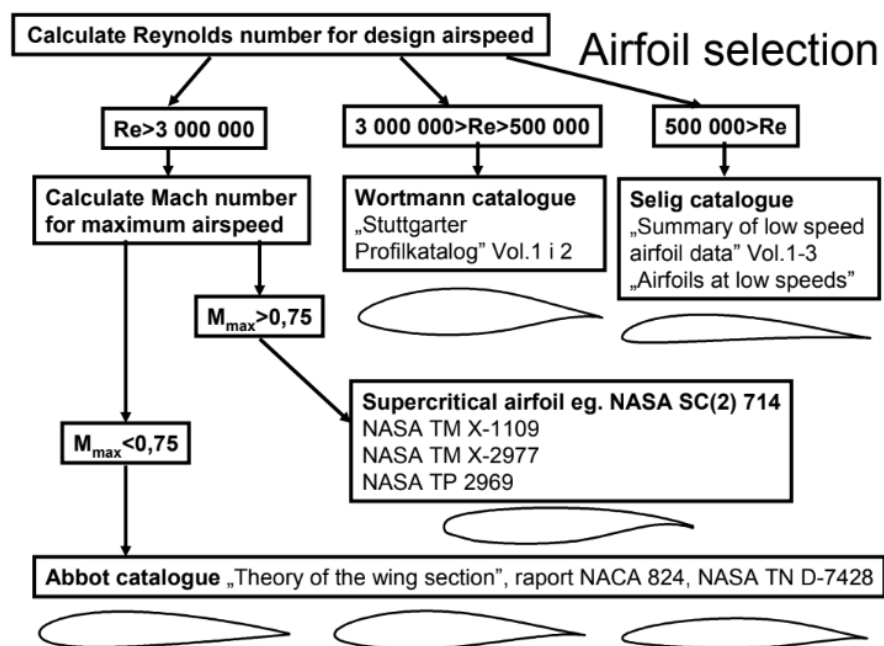 Calculate Reynolds number for design airspeed
Airfoil selection
Re>3 000 000
3 000 000>Re>500 000
500 000>Re
Calculate Mach number
for maximum airspeed
Wortmann catalogue
„Stuttgarter
Profilkatalog” Vol.1 i 2
Selig catalogue
„Summary of low speed
airfoil data” Vol.1-3
„Airfoils at low speeds”
Mmax>0,75
Supercritical airfoil eg. NASA SC(2) 714
NASA TM X-1109
NASA TM X-2977
NASA TP 2969
Mmax<0,75
Abbot catalogue „Theory of the wing section”, raport NACA 824, NASA TN D-7428